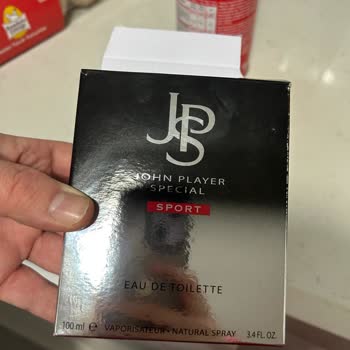 JPS
JOHN PLAYER
SPECIAL
SPORT
EAU DE TOILETTE
100 ml ℮ VAPORISATEUR - NATURAL SPRAY 3.4 FL. OZ.